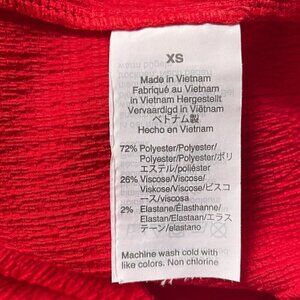 XS
Made in Vietnam
Fabriqué au Vietnam
in Vietnam Hergestellt
Vervaardigd in Vietnam
ベトナム製
Hecho en Vietnam
72% Polyester/Polyester/
Polyester/Polyester/ポリ
エステル/poliéster
26% Viscose/Viscose/
Viskose/Viscose/ビスコ
ース/viscosa
2% Elastane/Élasthanne/
Elastan/Elastaan/エラス
テーン/elastano
Machine wash cold with
like colors. Non chlorine